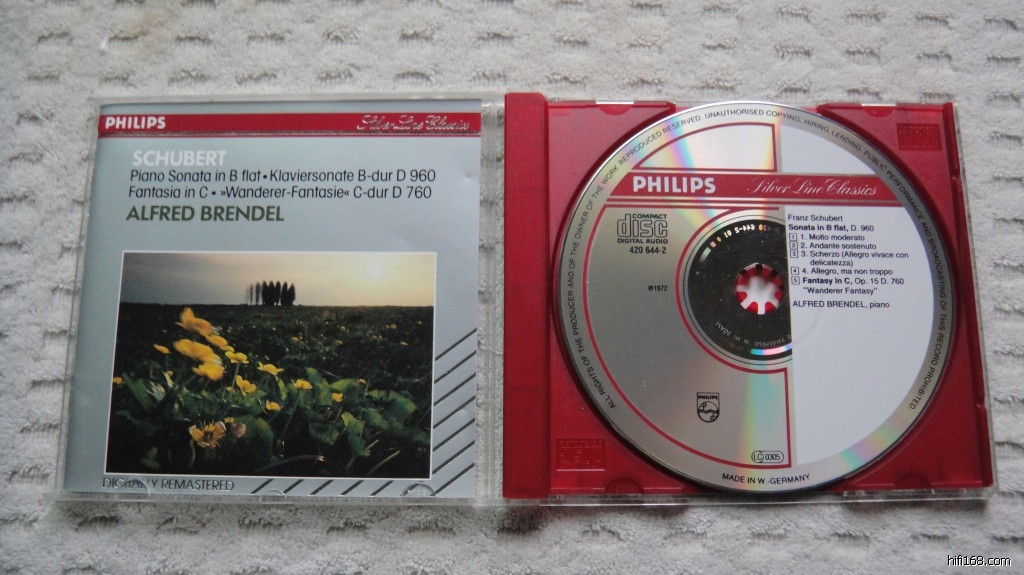 PHILIPS
Silver Line Classics
SCHUBERT
Piano Sonata in B flat • Klaviersonate B-dur D 960
Fantasia in C • »Wanderer-Fantasie« C-dur D 760
ALFRED BRENDEL
DIGITALLY REMASTERED
ALL RIGHTS OF THE PRODUCER AND OF THE OWNER OF THE WORK REPRODUCED RESERVED. UNAUTHORISED COPYING, HIRING, LENDING, PUBLIC PERFORMANCE AND BROADCASTING OF THIS RECORD PROHIBITED
PHILIPS
Silver Line Classics
COMPACT
disc
DIGITAL AUDIO
420 644-2
℗1972
Franz Schubert
Sonata in B flat, D. 960
1 1. Molto moderato
2 2. Andante sostenuto
3 3. Scherzo (Allegro vivace con
delicatezza)
4 4. Allegro, ma non troppo
5 Fantasy in C, Op. 15 D. 760
"Wanderer Fantasy"
ALFRED BRENDEL, piano
PHILIPS
LC 0305
MADE IN W.-GERMANY
hifi168.com